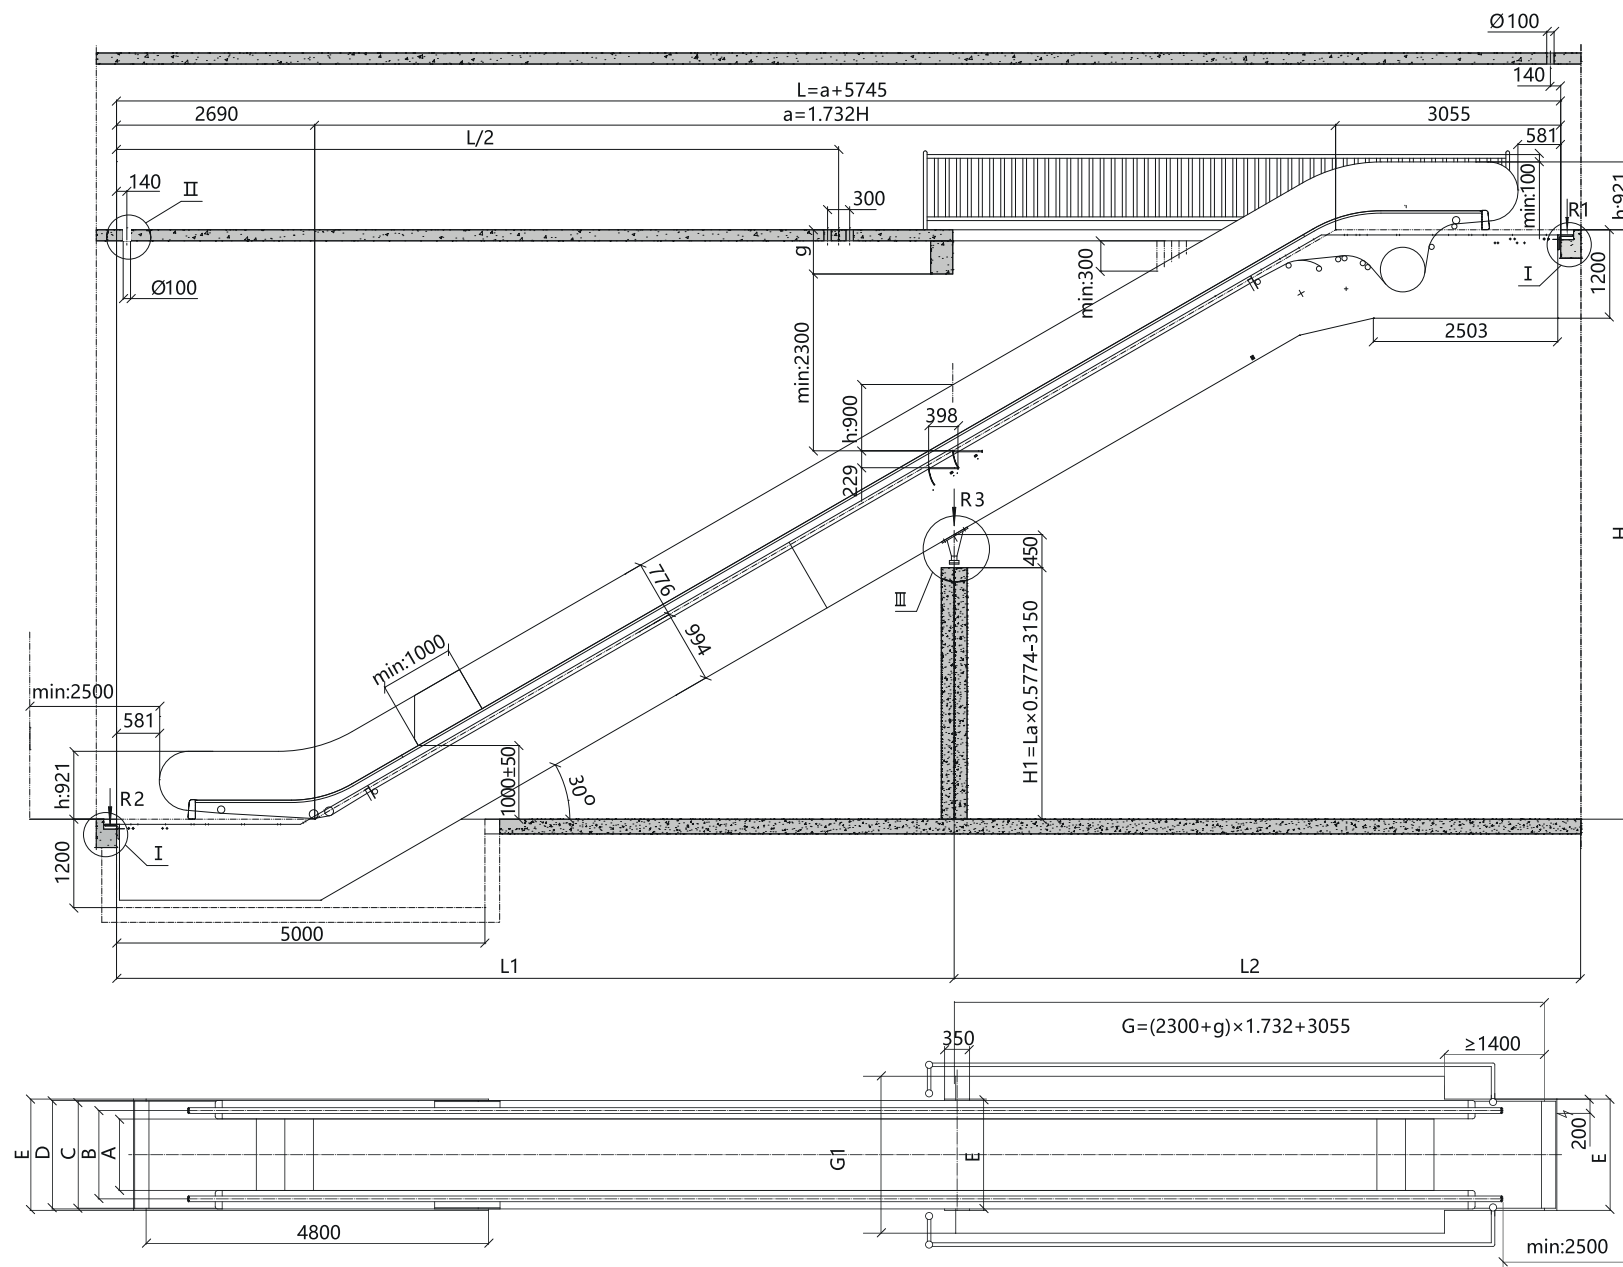 Ø100
140
L=a+5745
2690
a=1.732H
3055
L/2
581
140
Ⅱ
300
min:100
h:921
R1
g
min:300
Ø100
Ⅰ
1200
2503
min:2300
h:900
398
229
R3
H
450
776
Ⅲ
994
H1=La×0.5774-3150
min:1000
min:2500
581
1000±50
30°
h:921
R2
Ⅰ
1200
5000
L1
L2
G=(2300+g)×1.732+3055
350
≥1400
E
D
C
B
A
G1
E
200
E
4800
min:2500